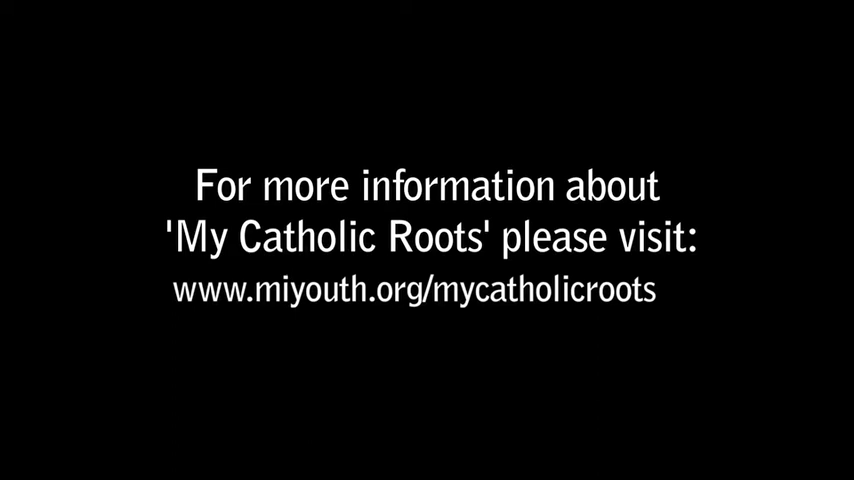 For more information about
'My Catholic Roots' please visit:
www.miyouth.org/mycatholicroots